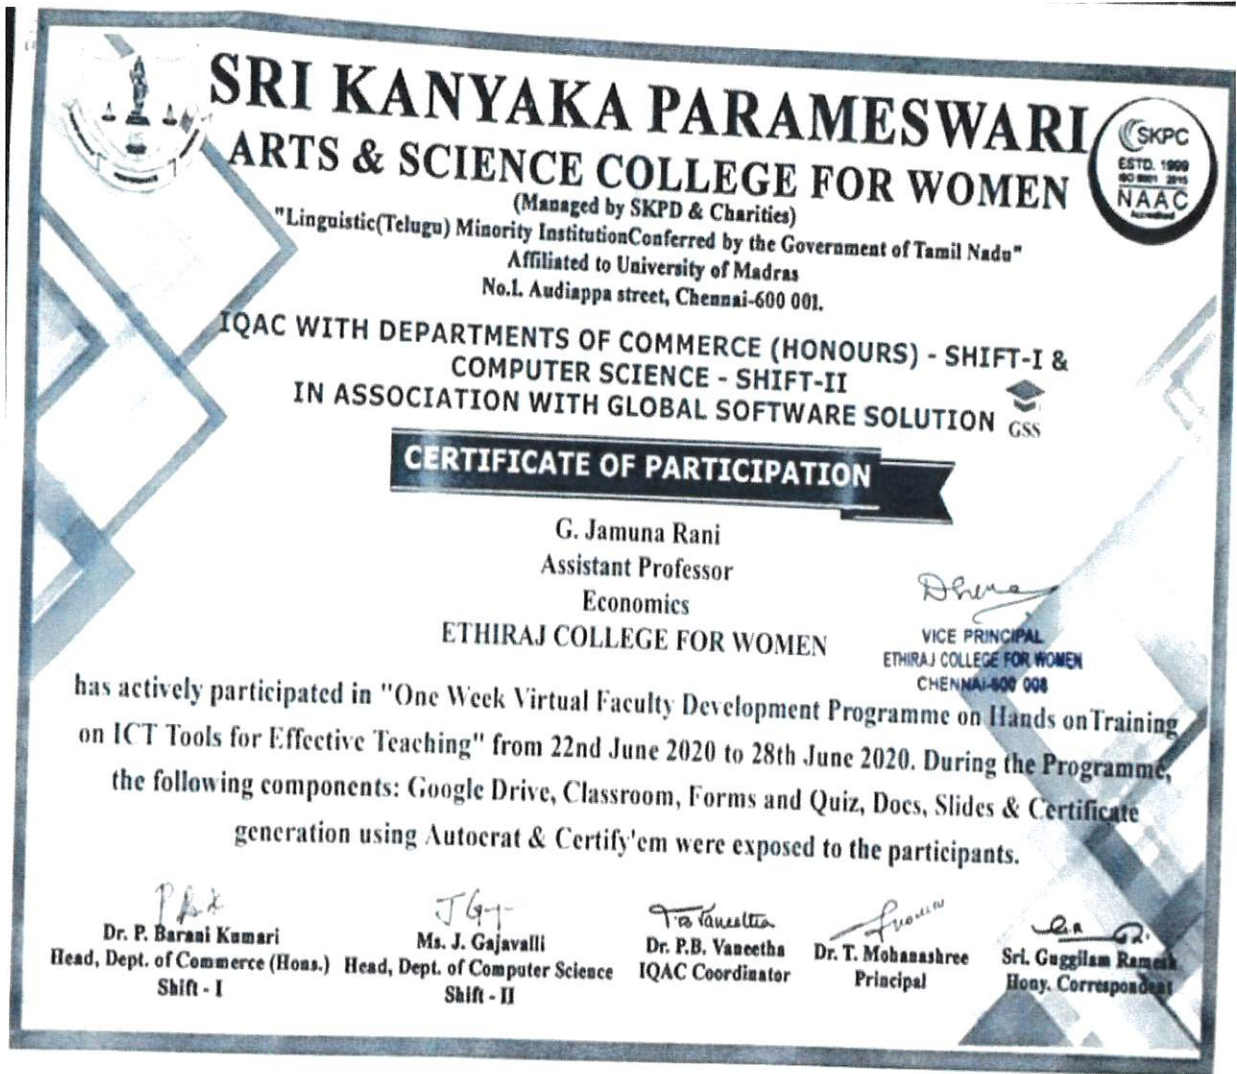 SRI KANYAKA PARAMESWARI
ARTS & SCIENCE COLLEGE FOR WOMEN
(Managed by SKPD & Charities)
"Linguistic(Telugu) Minority InstitutionConferred by the Government of Tamil Nadu"
Affiliated to University of Madras
No.1. Audiappa street, Chennai-600 001.
SKPC
ESTD. 1999
ISO 9001 2015
NAAC
Accredited
IQAC WITH DEPARTMENTS OF COMMERCE (HONOURS) - SHIFT-I &
COMPUTER SCIENCE - SHIFT-II
IN ASSOCIATION WITH GLOBAL SOFTWARE SOLUTION
GSS
CERTIFICATE OF PARTICIPATION
G. Jamuna Rani
Assistant Professor
Economics
ETHIRAJ COLLEGE FOR WOMEN
VICE PRINCIPAL
ETHIRAJ COLLEGE FOR WOMEN
CHENNAI-600 008
has actively participated in "One Week Virtual Faculty Development Programme on Hands onTraining
on ICT Tools for Effective Teaching" from 22nd June 2020 to 28th June 2020. During the Programme,
the following components: Google Drive, Classroom, Forms and Quiz, Docs, Slides & Certificate
generation using Autocrat & Certify'em were exposed to the participants.
Dr. P. Barani Kumari
Head, Dept. of Commerce (Hons.)
Shift - I
Ms. J. Gajavalli
Head, Dept. of Computer Science
Shift - II
Dr. P.B. Vaneetha
IQAC Coordinator
Dr. T. Mohanashree
Principal
Sri. Guggilam Ramesh
Hony. Correspondent